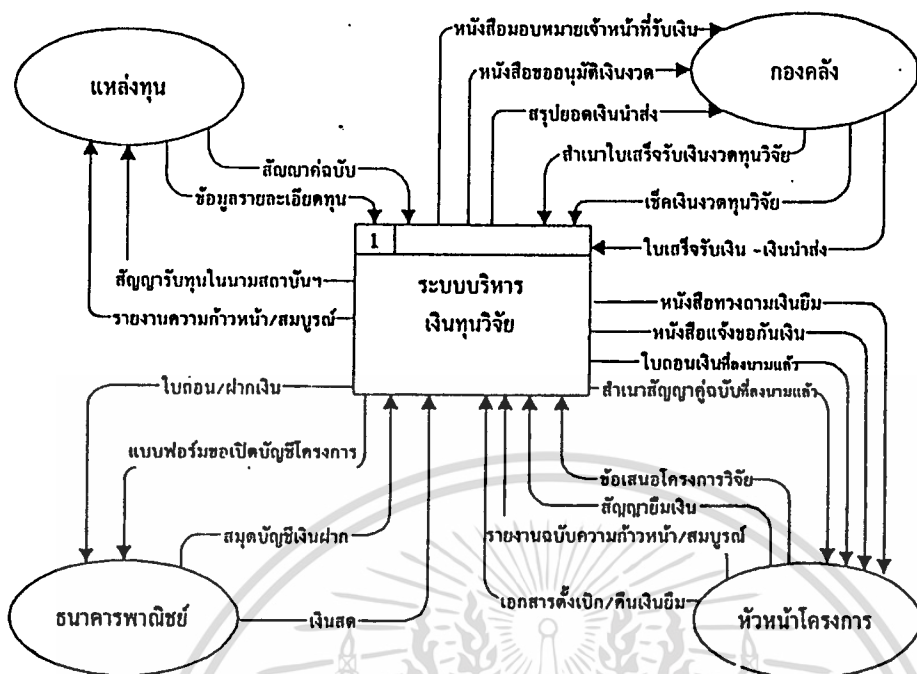 หนังสือมอบหมายเจ้าหน้าที่รับเงิน
แหล่งทุน
หนังสือขออนุมัติเงินงวด
กองคลัง
สรุปยอดเงินนำส่ง
สำเนาใบเสร็จรับเงินงวดทุนวิจัย
สัญญาคู่ฉบับ
ข้อมูลรายละเอียดทุน
เช็คเงินงวดทุนวิจัย
1
ใบเสร็จรับเงิน -เงินนำส่ง
สัญญารับทุนในนามสถาบันฯ
ระบบบริหาร
เงินทุนวิจัย
หนังสือทวงถามเงินยืม
รายงานความก้าวหน้า/สมบูรณ์
หนังสือแจ้งขอกันเงิน
ใบถอนเงินที่ลงนามแล้ว
ใบถอน/ฝากเงิน
สำเนาสัญญาคู่ฉบับที่ลงนามแล้ว
แบบฟอร์มขอเปิดบัญชีโครงการ
ข้อเสนอโครงการวิจัย
สัญญายืมเงิน
สมุดบัญชีเงินฝาก
รายงานฉบับความก้าวหน้า/สมบูรณ์
เอกสารตั้งเบิก/คืนเงินยืม
ธนาคารพาณิชย์
เงินสด
หัวหน้าโครงการ